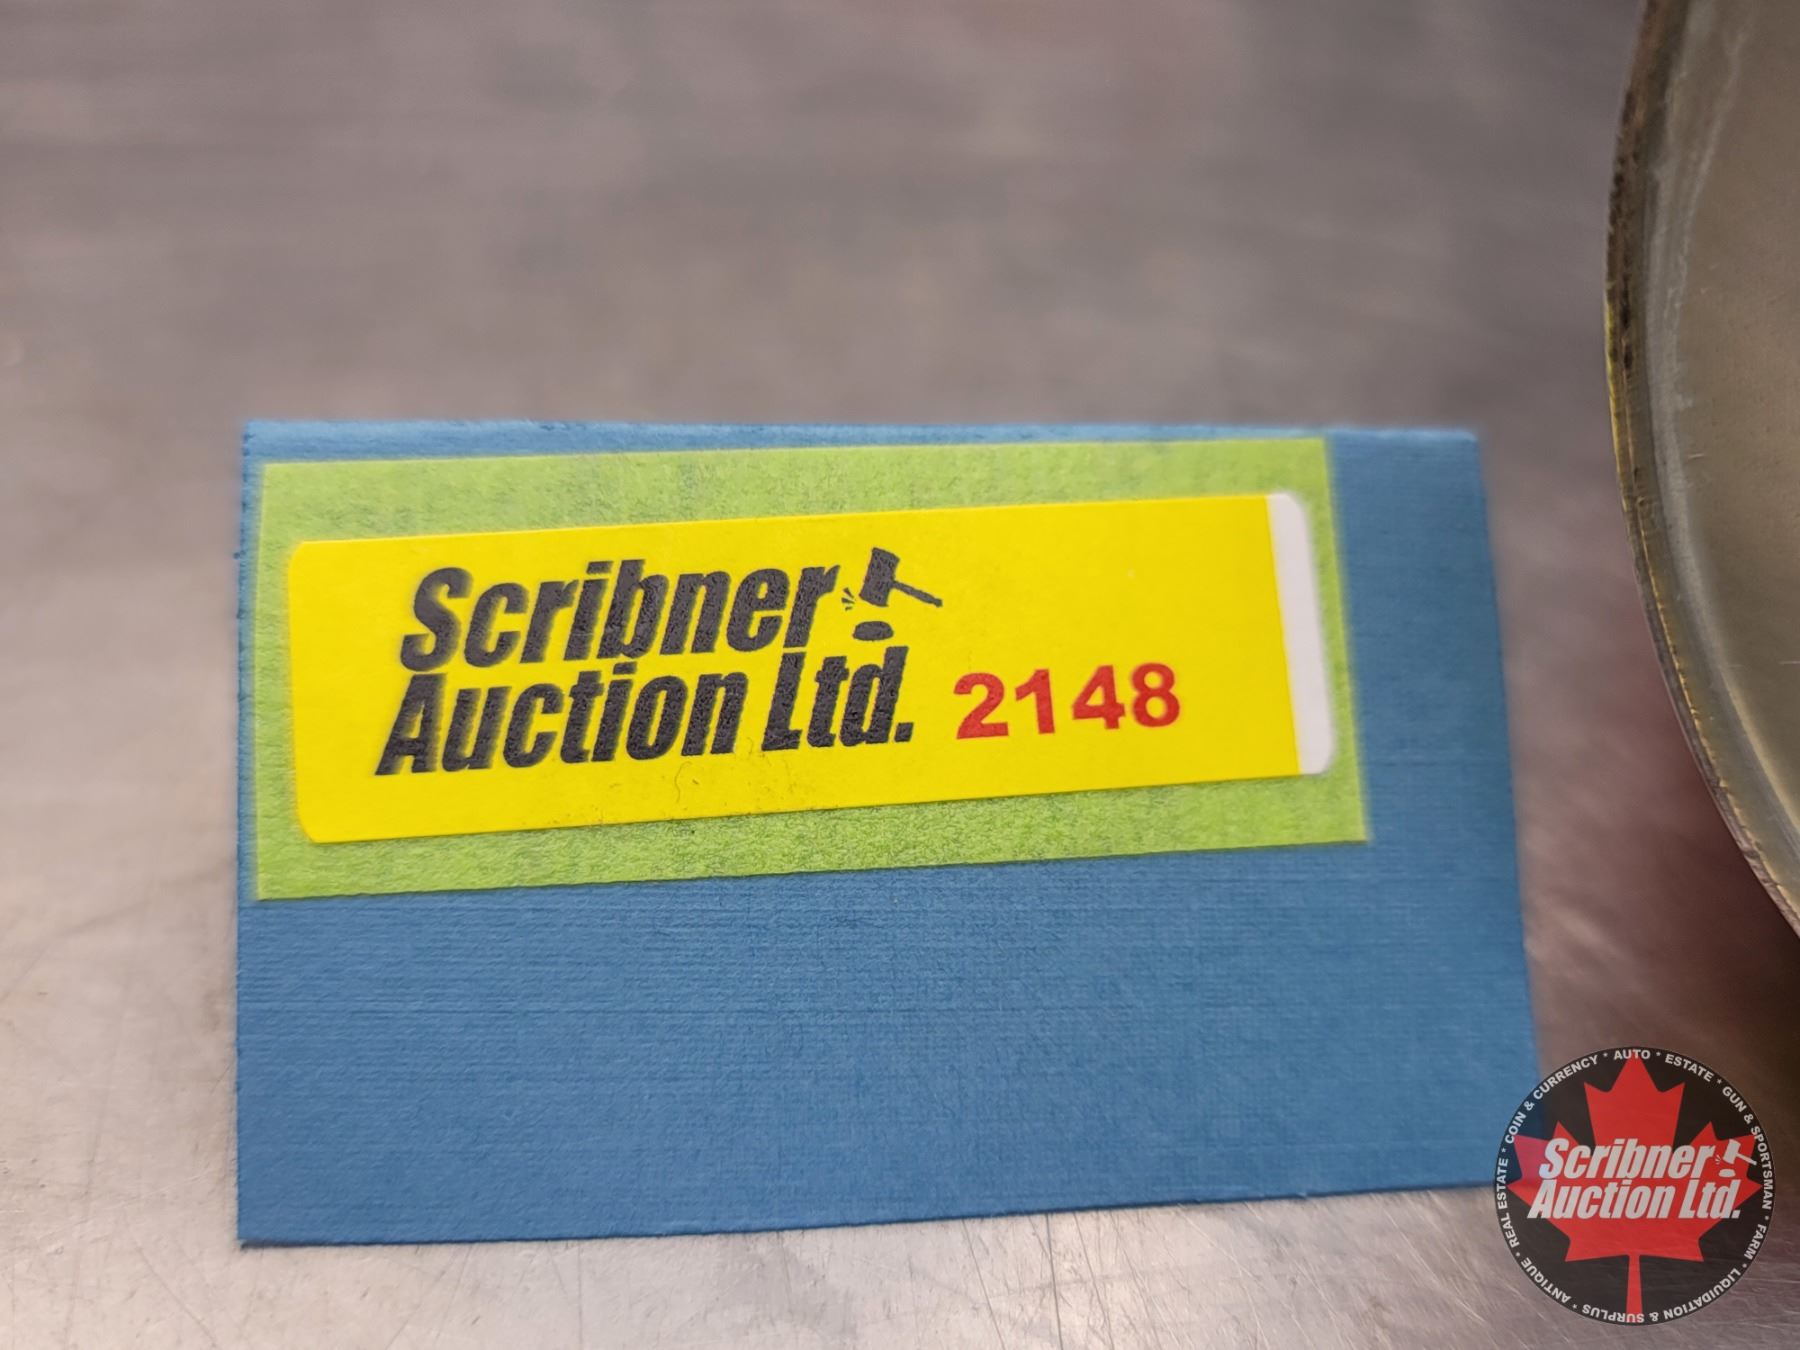 Scribner
Auction Ltd. 2148
COIN & CURRENCY * AUTO * ESTATE * GUN & SPORTSMAN * FARM * LIQUIDATION & SURPLUS * ANTIQUE * REAL ESTATE *
Scribner
Auction Ltd.